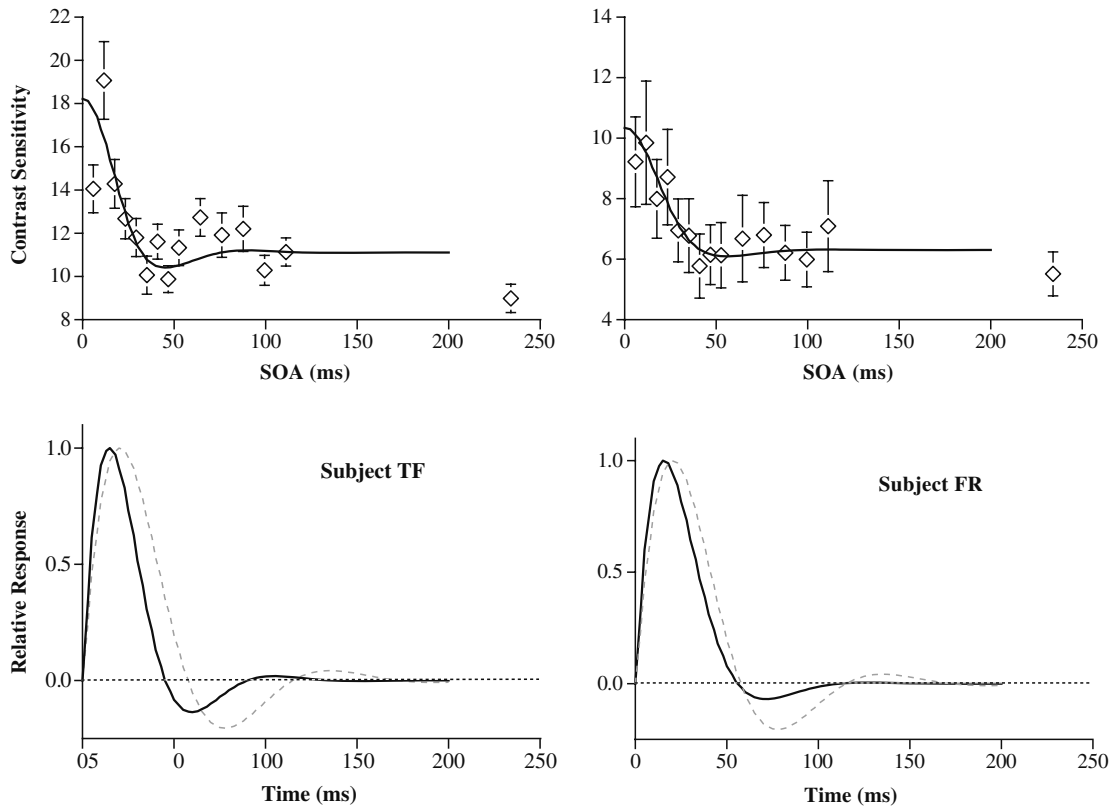 22
20
18
16
14
12
10
8
Contrast Sensitivity
0 50 100 150 200 250
SOA (ms)
14
12
10
8
6
4
0 50 100 150 200 250
SOA (ms)
1.0
0.5
0.0
Relative Response
Subject TF
05 0 100 150 200 250
Time (ms)
1.0
0.5
0.0
Subject FR
0 50 100 150 200 250
Time (ms)